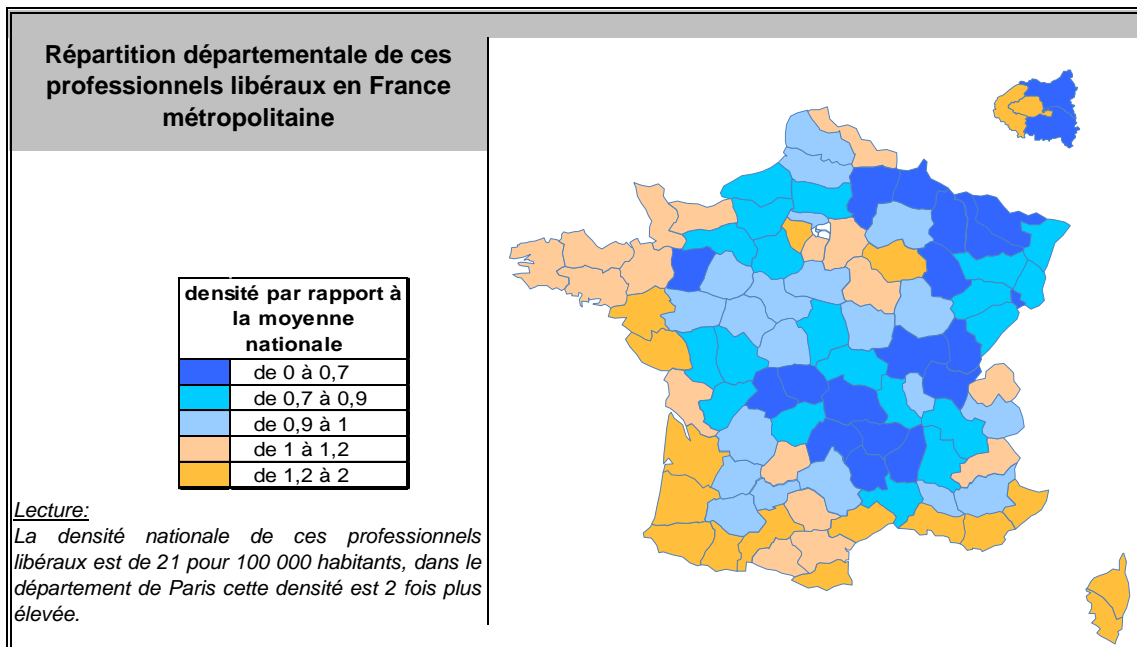 Répartition départementale de ces
professionnels libéraux en France
métropolitaine
densité par rapport à
la moyenne
nationale
de 0 à 0,7
de 0,7 à 0,9
de 0,9 à 1
de 1 à 1,2
de 1,2 à 2
Lecture:
La densité nationale de ces professionnels
libéraux est de 21 pour 100 000 habitants, dans le
département de Paris cette densité est 2 fois plus
élevée.